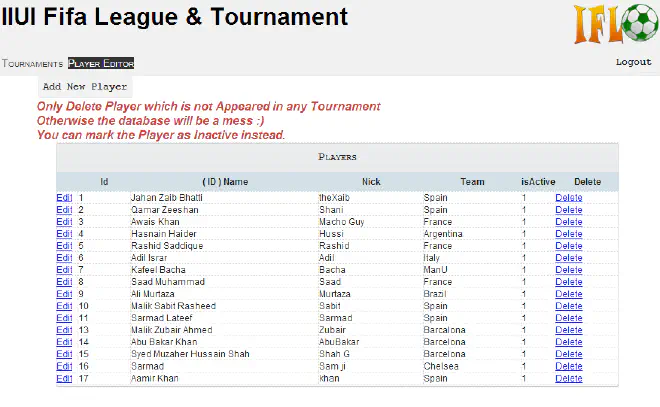 IIUI Fifa League & Tournament
IFL
Tournaments Player Editor
Logout
Add New Player
Only Delete Player which is not Appeared in any Tournament
Otherwise the database will be a mess :)
You can mark the Player as Inactive instead.
Players
Id ( ID ) Name Nick Team isActive Delete
Edit 1 Jahan Zaib Bhatti theXaib Spain 1 Delete
Edit 2 Qamar Zeeshan Shani Spain 1 Delete
Edit 3 Awais Khan Macho Guy France 1 Delete
Edit 4 Hasnain Haider Hussi Argentina 1 Delete
Edit 5 Rashid Saddique Rashid France 1 Delete
Edit 6 Adil Israr Adil Italy 1 Delete
Edit 7 Kafeel Bacha Bacha ManU 1 Delete
Edit 8 Saad Muhammad Saad France 1 Delete
Edit 9 Ali Murtaza Murtaza Brazil 1 Delete
Edit 10 Malik Sabit Rasheed Sabit Spain 1 Delete
Edit 11 Sarmad Lateef Sarmad Spain 1 Delete
Edit 13 Malik Zubair Ahmed Zubair Barcelona 1 Delete
Edit 14 Abu Bakar Khan AbuBakar Barcelona 1 Delete
Edit 15 Syed Muzaher Hussain Shah Shah G Barcelona 1 Delete
Edit 16 Sarmad Sam ji Chelsea 1 Delete
Edit 17 Aamir Khan khan Spain 1 Delete